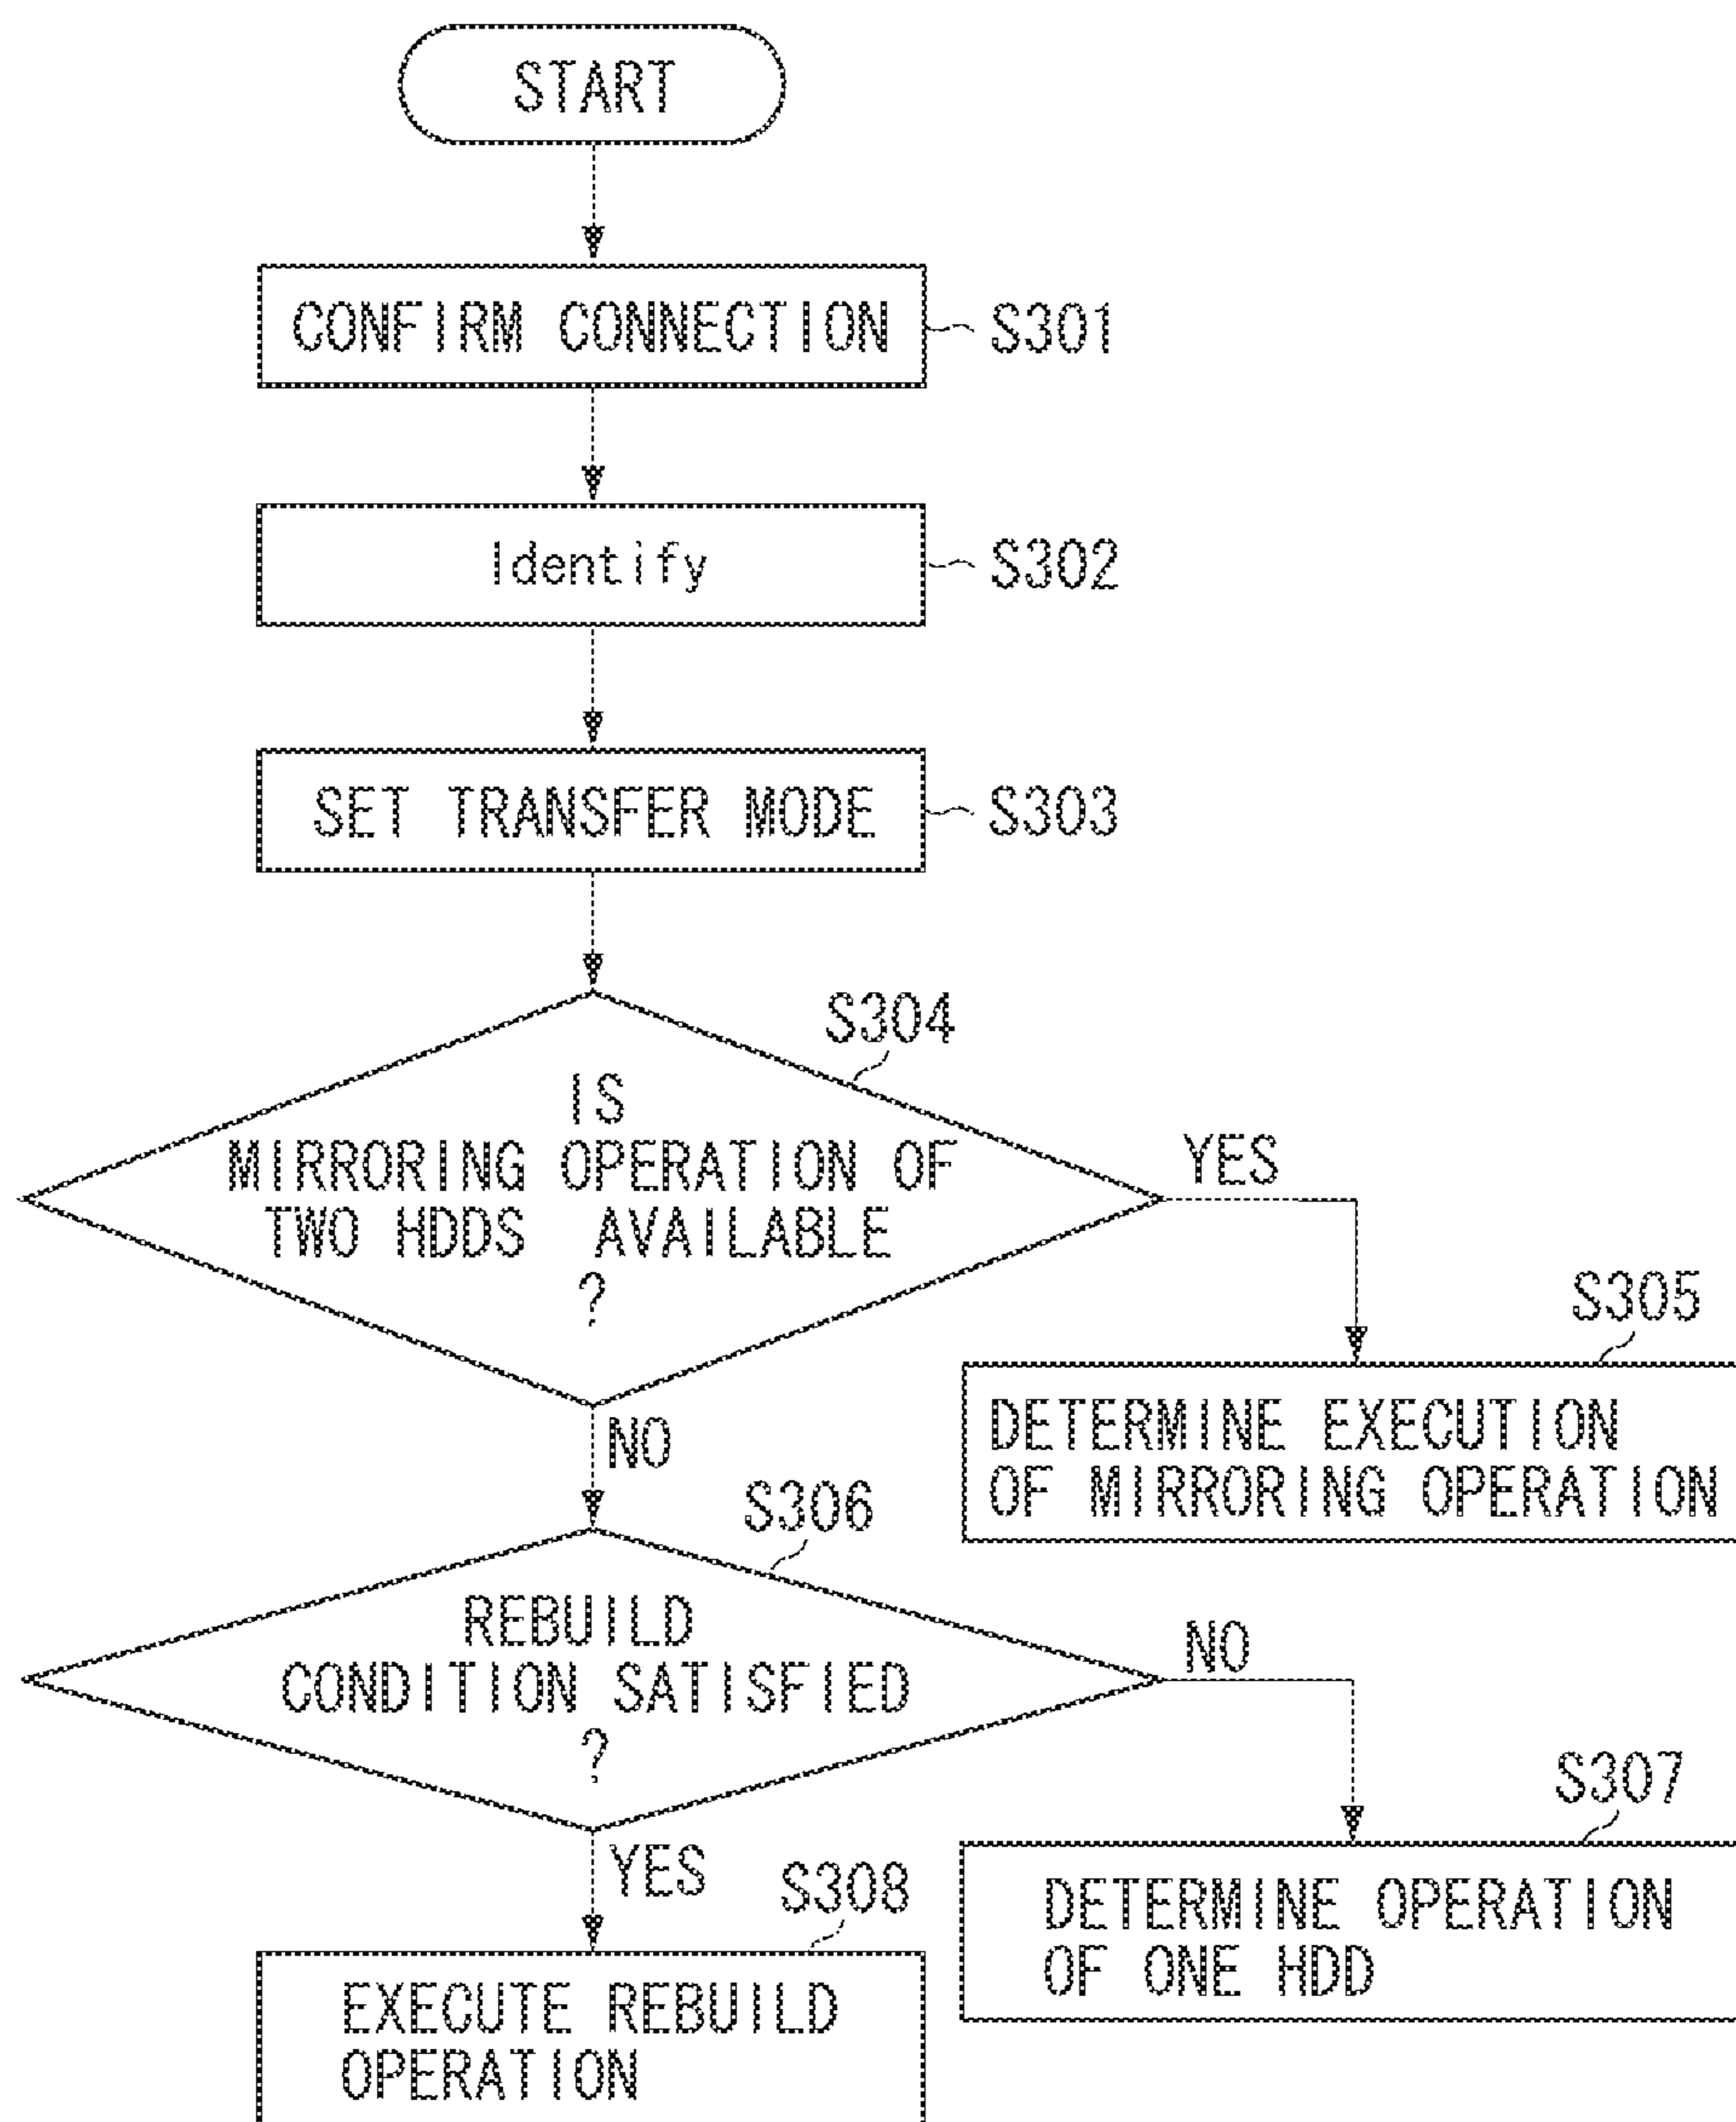 START
CONFIRM CONNECTION
S301
Identify
S302
SET TRANSFER MODE
S303
S304
IS
MIRRORING OPERATION OF
TWO HDDS AVAILABLE
?
YES
S305
DETERMINE EXECUTION
OF MIRRORING OPERATION
NO
S306
REBUILD
CONDITION SATISFIED
?
NO
S307
DETERMINE OPERATION
OF ONE HDD
YES
S308
EXECUTE REBUILD
OPERATION